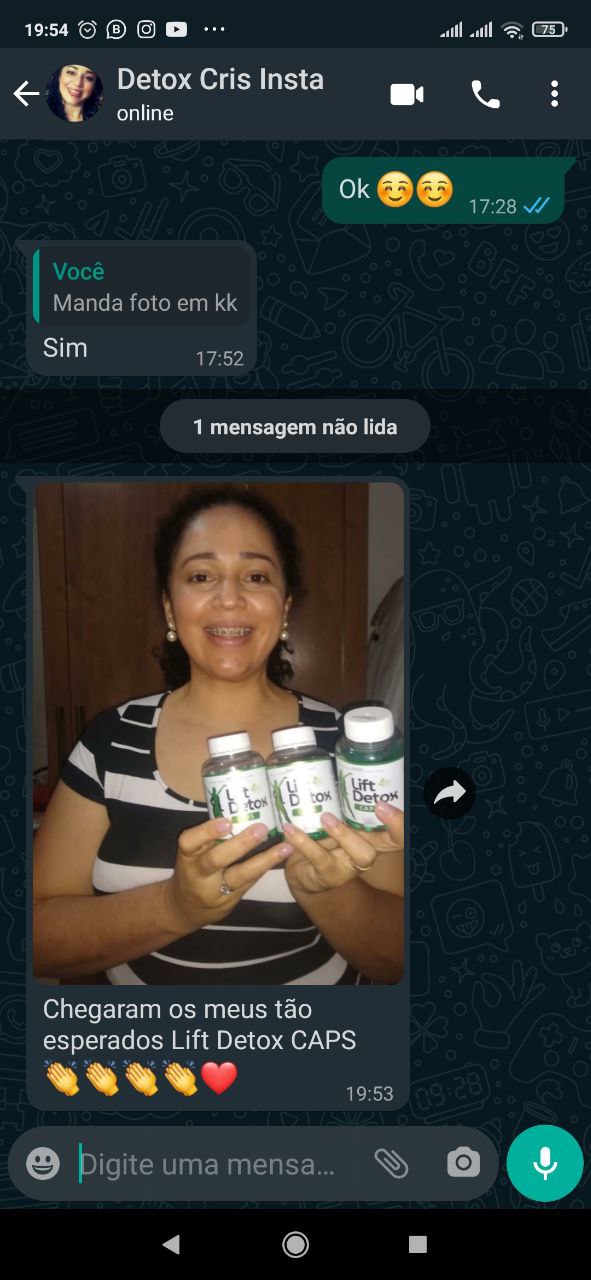 19:54
75
Detox Cris Insta
online
Ok ☺️☺️
17:28
Você
Manda foto em kk
Sim
17:52
1 mensagem não lida
Lift
Detox
Lift
Detox
Lift
Detox
CAPS
Chegaram os meus tão
esperados Lift Detox CAPS
👏👏👏👏❤️
19:53
Digite uma mensa...